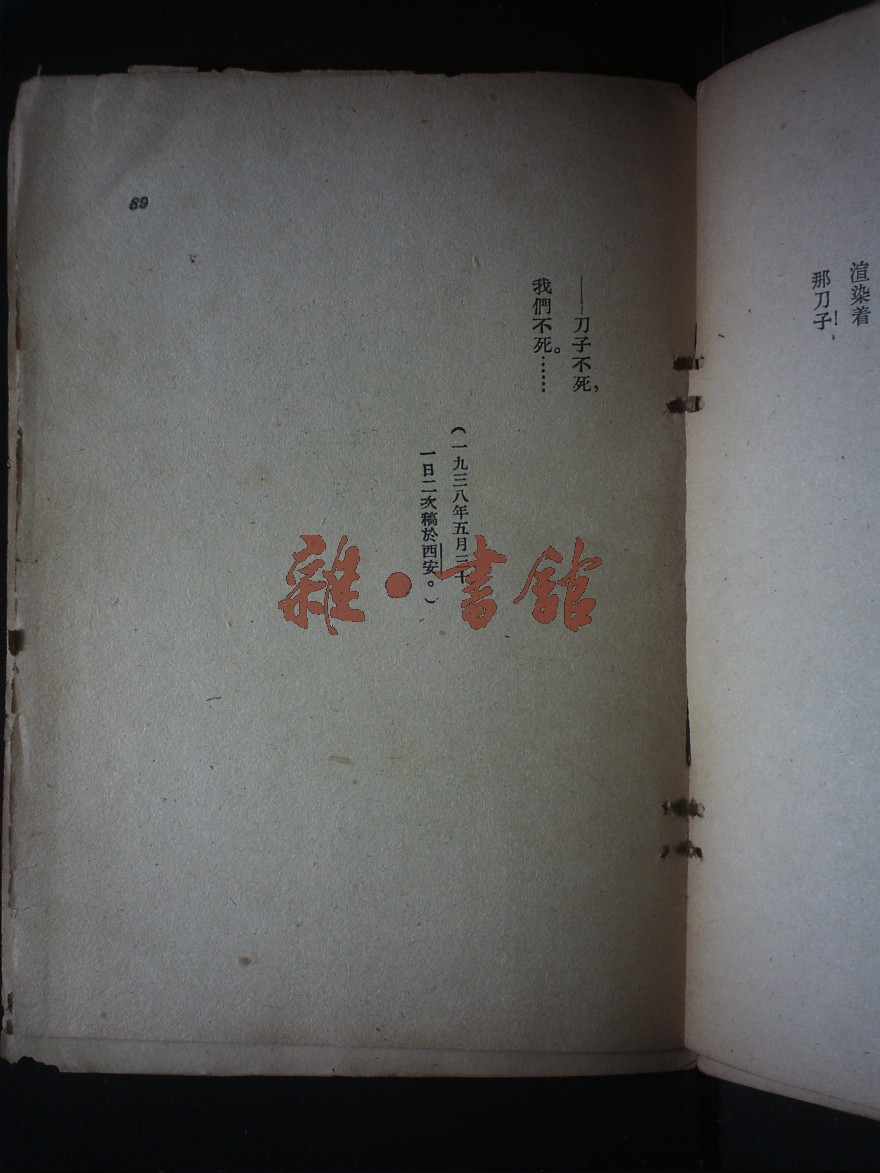 渲染着
那刀子!
——刀子不死,
我們不死。……
(一九三八年五月三十
一日二次稿於西安。)
89
雜·書館